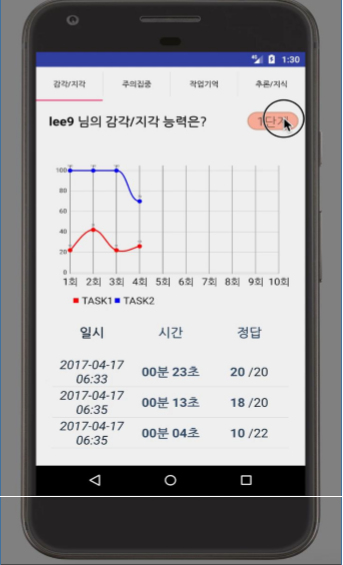 1:30
감각/지각 주의집중 작업기억 추론/지식
lee9 님의 감각/지각 능력은?
1단계
100
80
60
40
20
0
1회 2회 3회 4회 5회 6회 7회 8회 9회 10회
TASK1 TASK2
일시 시간 정답
2017-04-17 06:33 00분 23초 20 /20
2017-04-17 06:35 00분 13초 18 /20
2017-04-17 06:35 00분 04초 10 /22